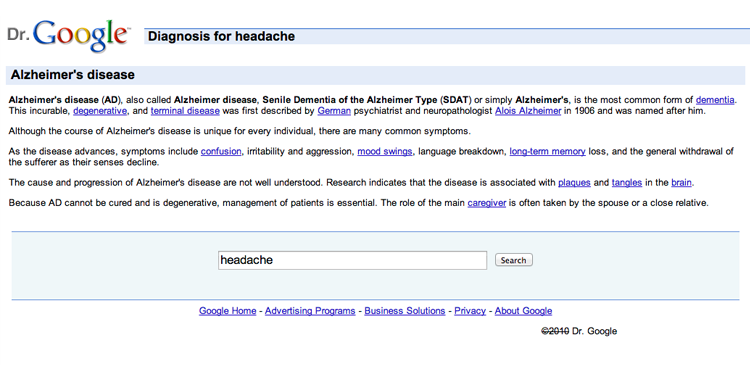 Dr. Google™ Diagnosis for headache
Alzheimer's disease
Alzheimer's disease (AD), also called Alzheimer disease, Senile Dementia of the Alzheimer Type (SDAT) or simply Alzheimer's, is the most common form of dementia.
This incurable, degenerative, and terminal disease was first described by German psychiatrist and neuropathologist Alois Alzheimer in 1906 and was named after him.
Although the course of Alzheimer's disease is unique for every individual, there are many common symptoms.
As the disease advances, symptoms include confusion, irritability and aggression, mood swings, language breakdown, long-term memory loss, and the general withdrawal
of the sufferer as their senses decline.
The cause and progression of Alzheimer's disease are not well understood. Research indicates that the disease is associated with plaques and tangles in the brain.
Because AD cannot be cured and is degenerative, management of patients is essential. The role of the main caregiver is often taken by the spouse or a close relative.
headache Search
Google Home - Advertising Programs - Business Solutions - Privacy - About Google
©2010 Dr. Google